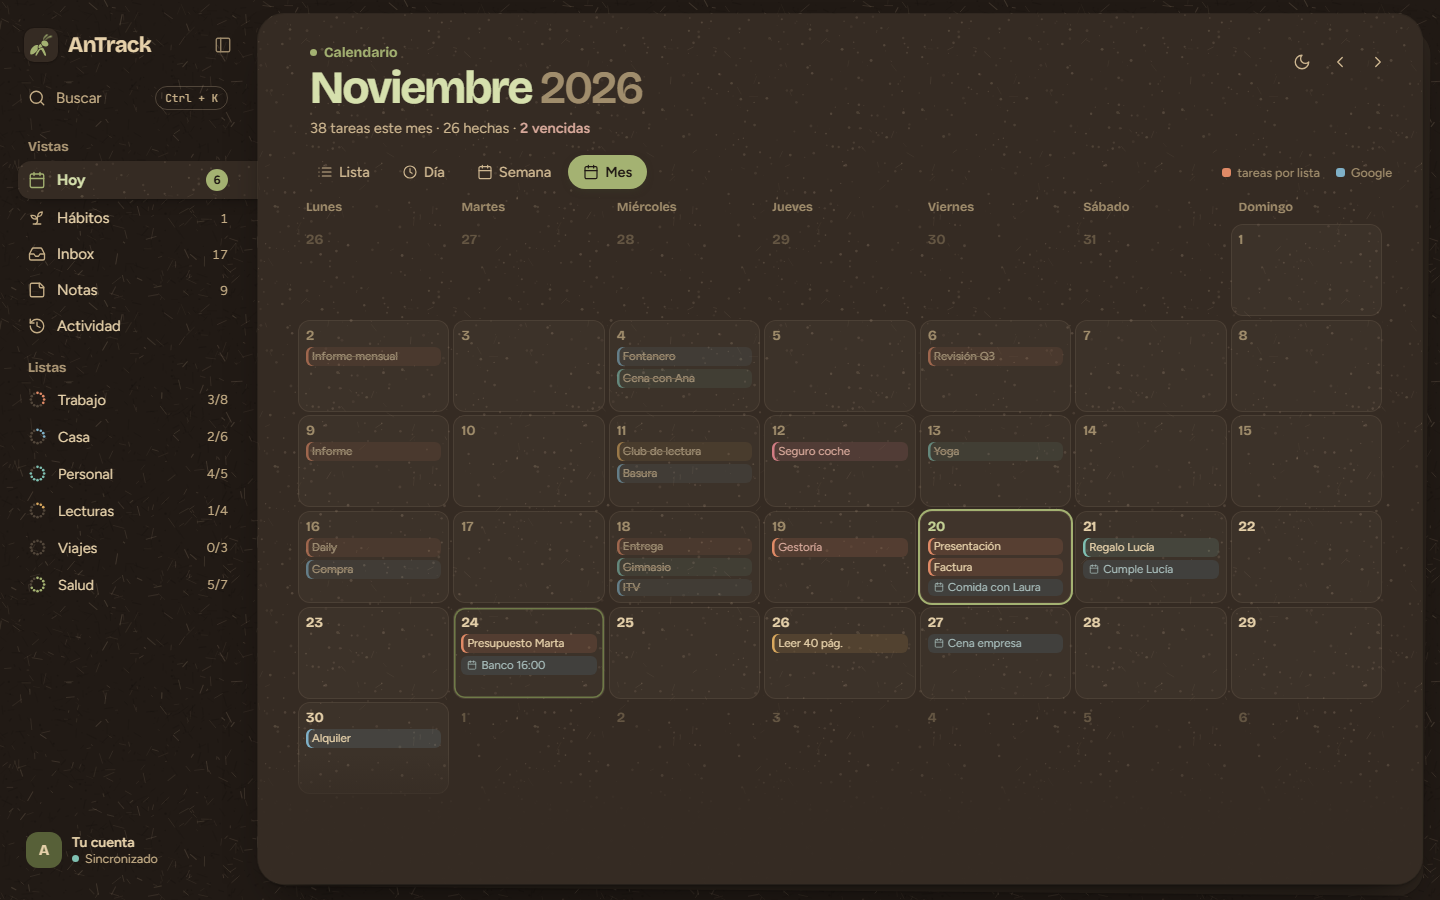 AnTrack
Buscar
Ctrl + K
Vistas
Hoy 6
Hábitos 1
Inbox 17
Notas 9
Actividad
Listas
Trabajo 3/8
Casa 2/6
Personal 4/5
Lecturas 1/4
Viajes 0/3
Salud 5/7
A
Tu cuenta
Sincronizado
Calendario
Noviembre 2026
38 tareas este mes · 26 hechas · 2 vencidas
Lista Día Semana Mes
tareas por lista Google
Lunes Martes Miércoles Jueves Viernes Sábado Domingo
26 27 28 29 30 31 1
2 3 4 5 6 7 8
Informe mensual Fontanero Revisión Q3
Cena con Ana
9 10 11 12 13 14 15
Informe Club de lectura Seguro coche Yoga
Basura
16 17 18 19 20 21 22
Daily Entrega Gestoría Presentación Regalo Lucía
Compra Gimnasio Factura Cumple Lucía
ITV Comida con Laura
23 24 25 26 27 28 29
Presupuesto Marta Leer 40 pág. Cena empresa
Banco 16:00
30 1 2 3 4 5 6
Alquiler